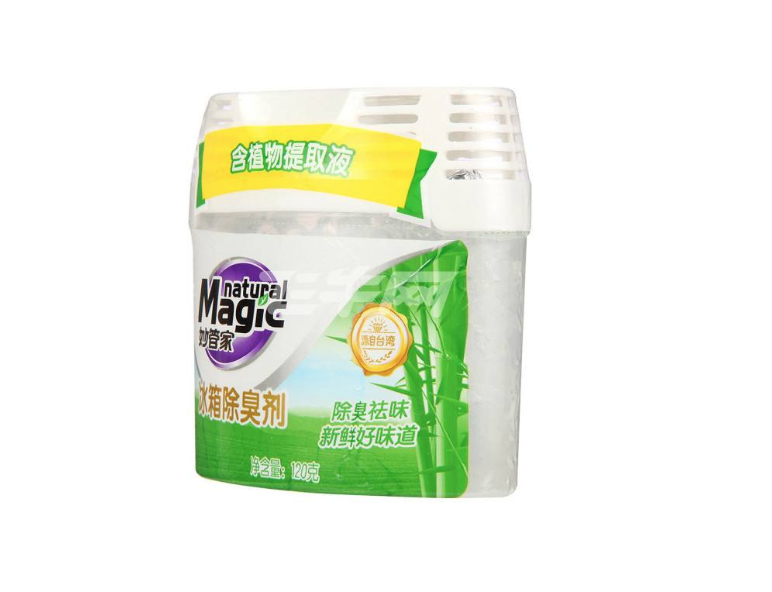 含植物提取液
natural
Magic
妙管家
源自台湾
冰箱除臭剂
除臭祛味
新鲜好味道
净含量：120克